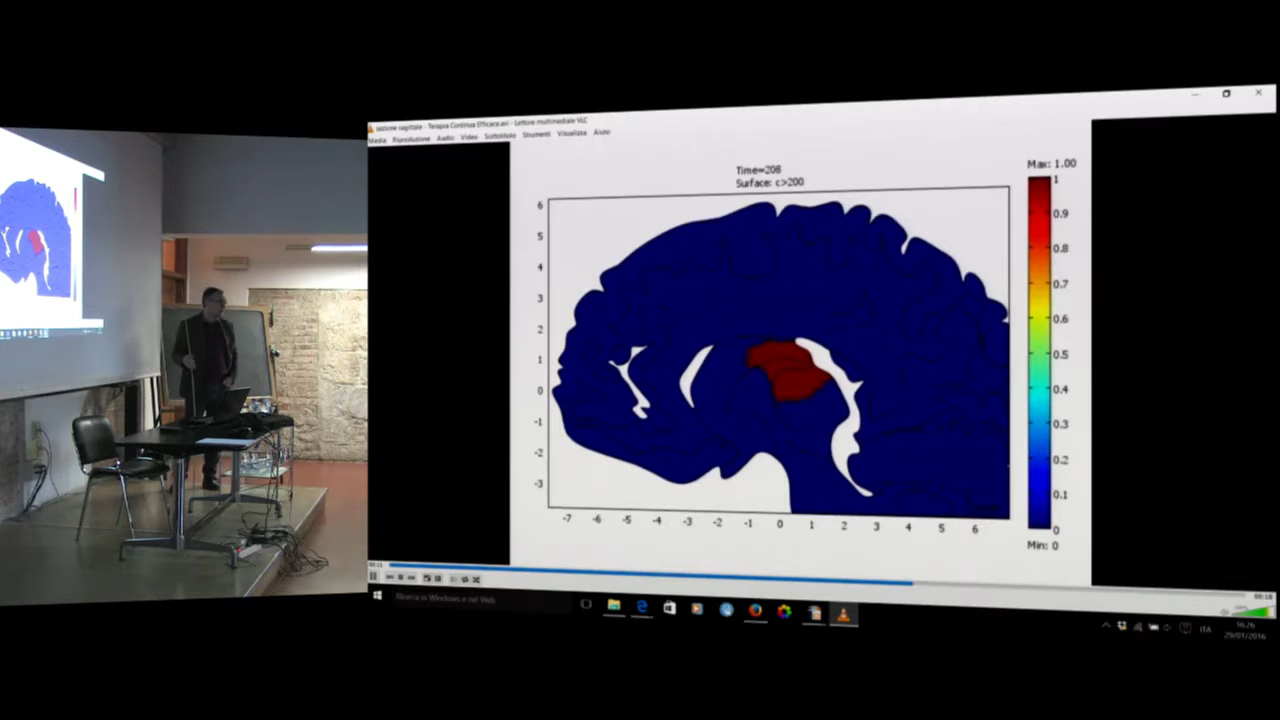 sezione sagittale - Terapia Continua Efficace.avi - Lettore multimediale VLC
Media Riproduzione Audio Video Sottotitolo Strumenti Visualizza Aiuto
Time=208
Surface: c>200
Max: 1.00
6
5
4
3
2
1
0
-1
-2
-3
-7 -6 -5 -4 -3 -2 -1 0 1 2 3 4 5 6
1
0.9
0.8
0.7
0.6
0.5
0.4
0.3
0.2
0.1
0
Min: 0
00:18
Ricerca in Windows e nel Web
ITA
16:26
29/01/2016